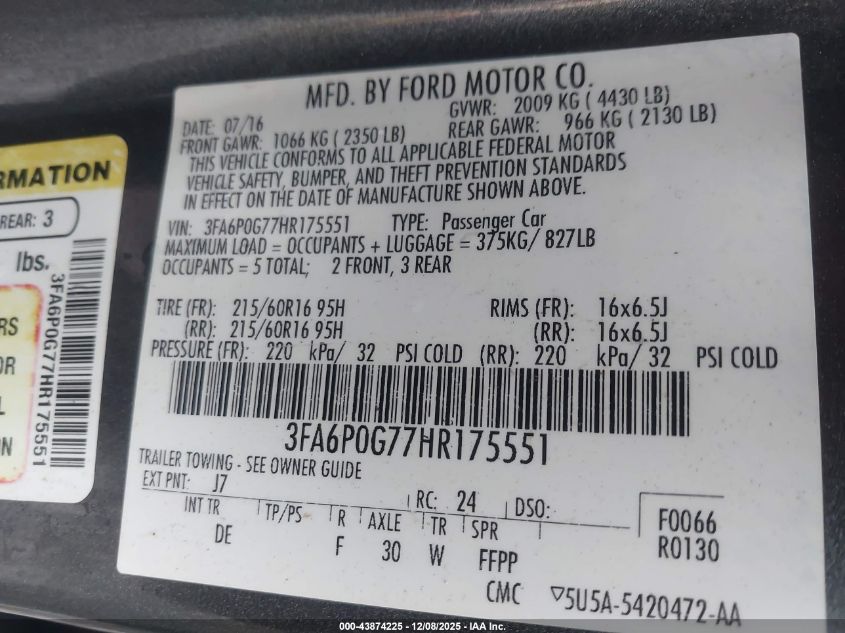 MFD. BY FORD MOTOR CO.
DATE: 07/16
GVWR: 2009 KG ( 4430 LB)
FRONT GAWR: 1066 KG ( 2350 LB)
REAR GAWR: 966 KG ( 2130 LB)
THIS VEHICLE CONFORMS TO ALL APPLICABLE FEDERAL MOTOR
VEHICLE SAFETY, BUMPER, AND THEFT PREVENTION STANDARDS
IN EFFECT ON THE DATE OF MANUFACTURE SHOWN ABOVE.
VIN: 3FA6P0G77HR175551 TYPE: Passenger Car
MAXIMUM LOAD = OCCUPANTS + LUGGAGE = 375KG/ 827LB
OCCUPANTS = 5 TOTAL; 2 FRONT, 3 REAR
TIRE (FR): 215/60R16 95H RIMS (FR): 16x6.5J
(RR): 215/60R16 95H (RR): 16x6.5J
PRESSURE (FR): 220 kPa/ 32 PSI COLD (RR): 220 kPa/ 32 PSI COLD
3FA6P0G77HR175551
TRAILER TOWING - SEE OWNER GUIDE
EXT PNT: J7 RC: 24 DSO:
INT TR TP/PS R AXLE TR SPR
DE F 30 W FFPP
F0066
R0130
CMC ▽5U5A-5420472-AA
RMATION
REAR: 3
lbs.
RS
OR
L
ON
3FA6P0G77HR175551
000-43874225 - 12/08/2025 - IAA Inc.